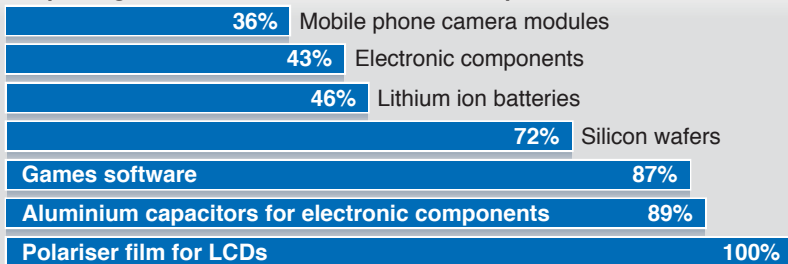 36% Mobile phone camera modules
43% Electronic components
46% Lithium ion batteries
72% Silicon wafers
Games software 87%
Aluminium capacitors for electronic components 89%
Polariser film for LCDs 100%